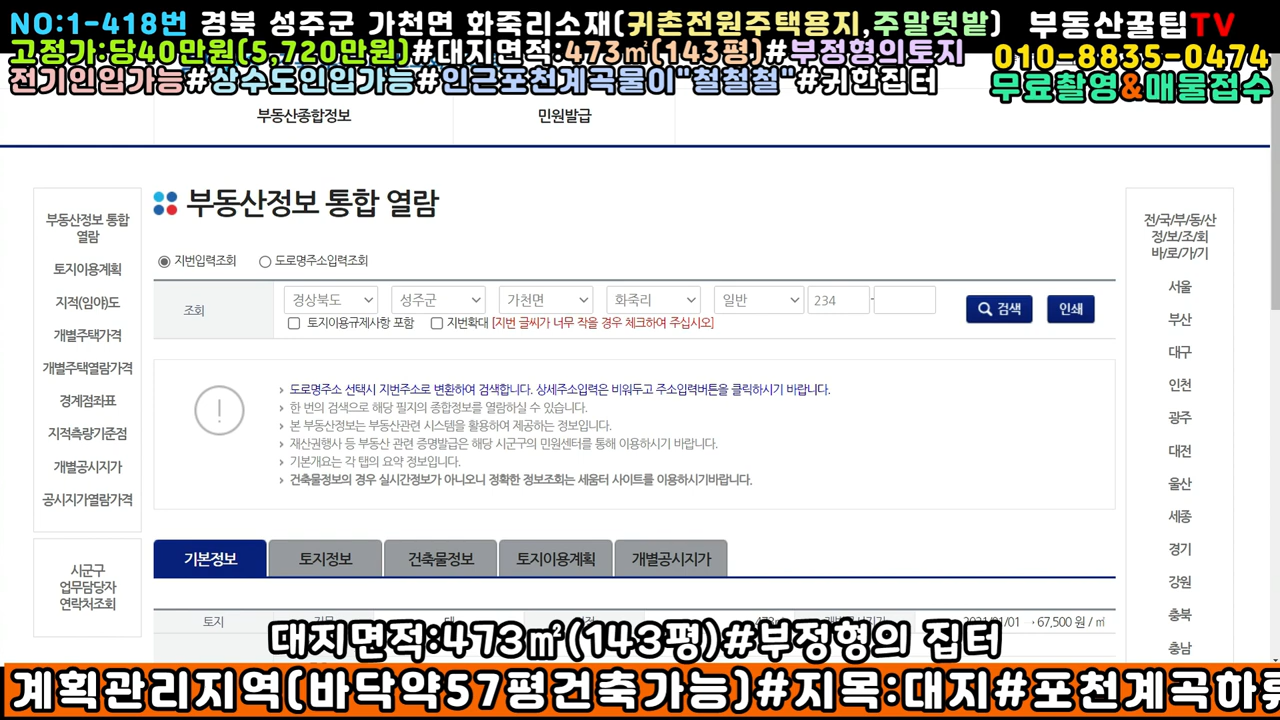 NO:1-418번 경북 성주군 가천면 화죽리소재(귀촌전원주택용지,주말텃밭) 부동산꿀팁TV
고정가:당40만원(5,720만원)#대지면적:473㎡(143평)#부정형의토지 010-8835-0474
전기인입가능#상수도인입가능#인근포천계곡물이"철철철"#귀한집터 무료촬영&매물접수
부동산종합정보 민원발급
부동산정보 통합 열람
토지이용계획
지적(임야)도
개별주택가격
개별주택열람가격
경계점좌표
지적측량기준점
개별공시지가
공시지가열람가격
시군구
업무담당자
연락처조회
부동산정보 통합 열람
지번입력조회 도로명주소입력조회
조회 경상북도 성주군 가천면 화죽리 일반 234 - 검색 인쇄
토지이용규제사항 포함 지번확대 [지번 글씨가 너무 작을 경우 체크하여 주십시오]
도로명주소 선택시 지번주소로 변환하여 검색합니다. 상세주소입력은 비워두고 주소입력버튼을 클릭하시기 바랍니다.
한 번의 검색으로 해당 필지의 종합정보를 열람하실 수 있습니다.
본 부동산정보는 부동산관련 시스템을 활용하여 제공하는 정보입니다.
재산권행사 등 부동산 관련 증명발급은 해당 시군구의 민원센터를 통해 이용하시기 바랍니다.
기본개요는 각 탭의 요약 정보입니다.
건축물정보의 경우 실시간정보가 아니오니 정확한 정보조회는 세움터 사이트를 이용하시기바랍니다.
기본정보 토지정보 건축물정보 토지이용계획 개별공시지가
토지 67,500 원 / ㎡
전/국/부/동/산
정/보/조/회
바/로/가/기
서울
부산
대구
인천
광주
대전
울산
세종
경기
강원
충북
충남
대지면적:473㎡(143평)#부정형의 집터
계획관리지역(바닥약57평건축가능)#지목:대지#포천계곡하